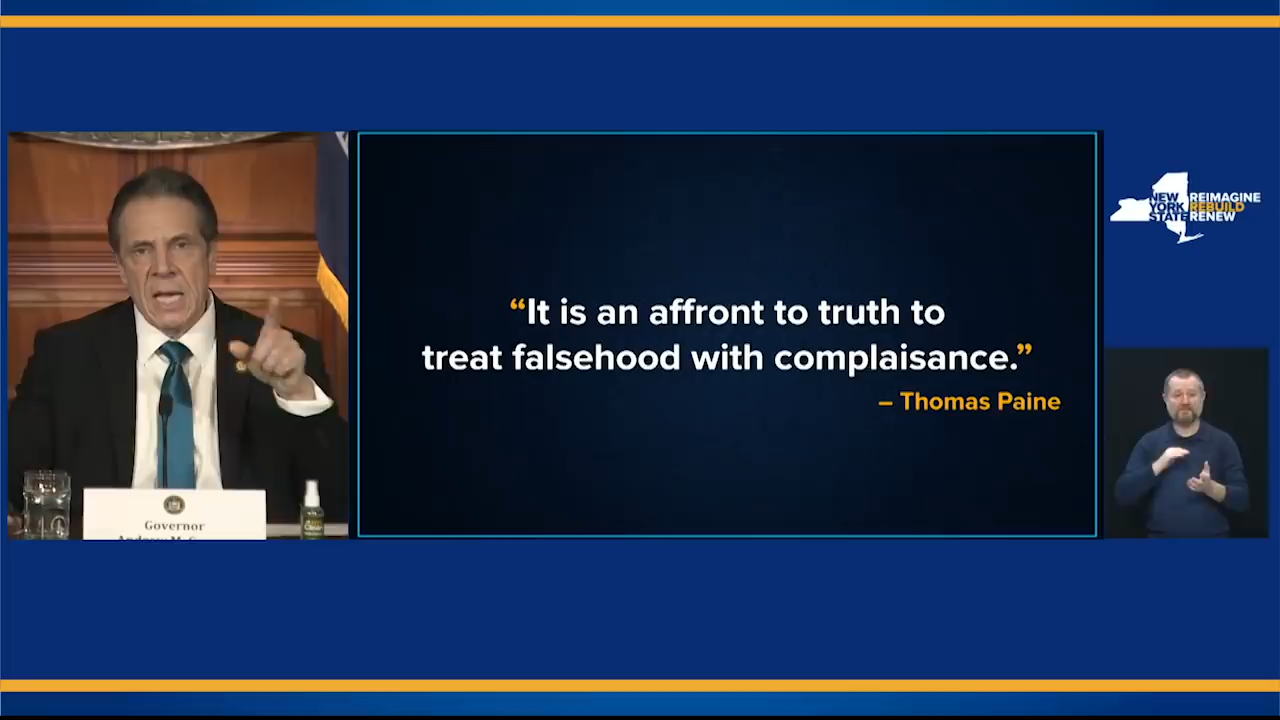 “It is an affront to truth to
treat falsehood with complaisance.”
– Thomas Paine
NEW
YORK
STATE
REIMAGINE
REBUILD
RENEW
Governor